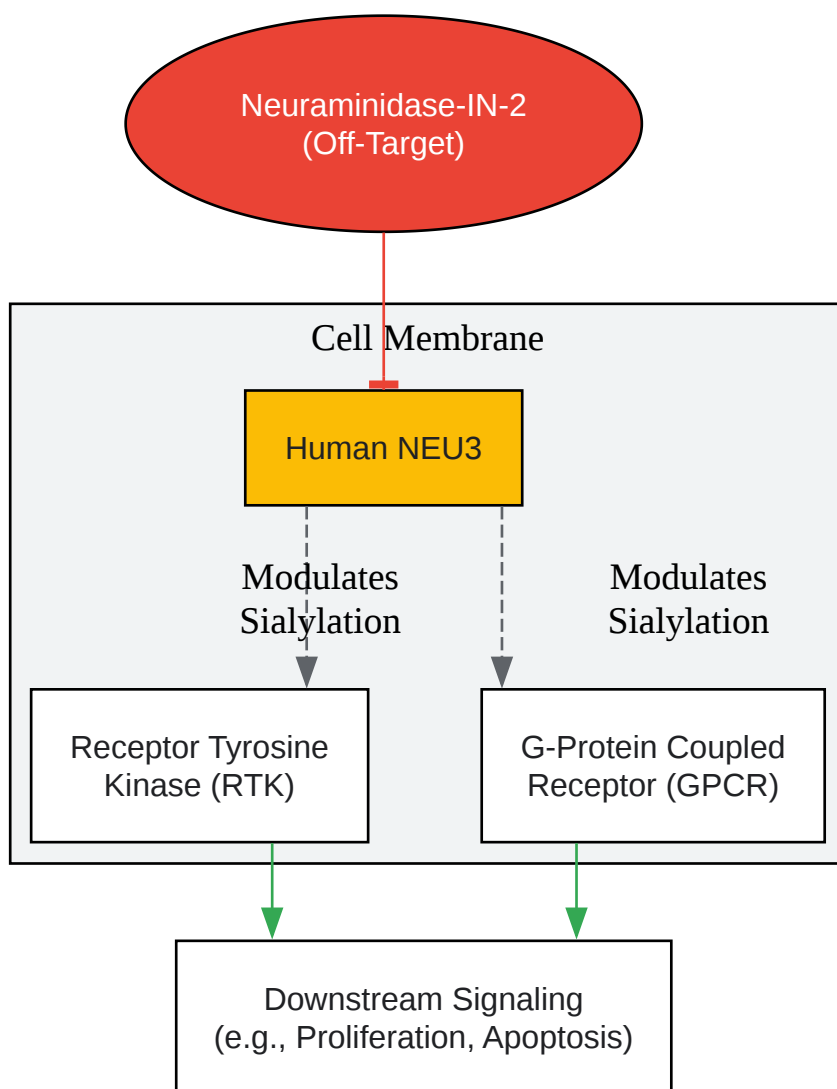 Neuraminidase-IN-2
(Off-Target)
Cell Membrane
Human NEU3
Modulates
Sialylation
Modulates
Sialylation
Receptor Tyrosine
Kinase (RTK)
G-Protein Coupled
Receptor (GPCR)
Downstream Signaling
(e.g., Proliferation, Apoptosis)